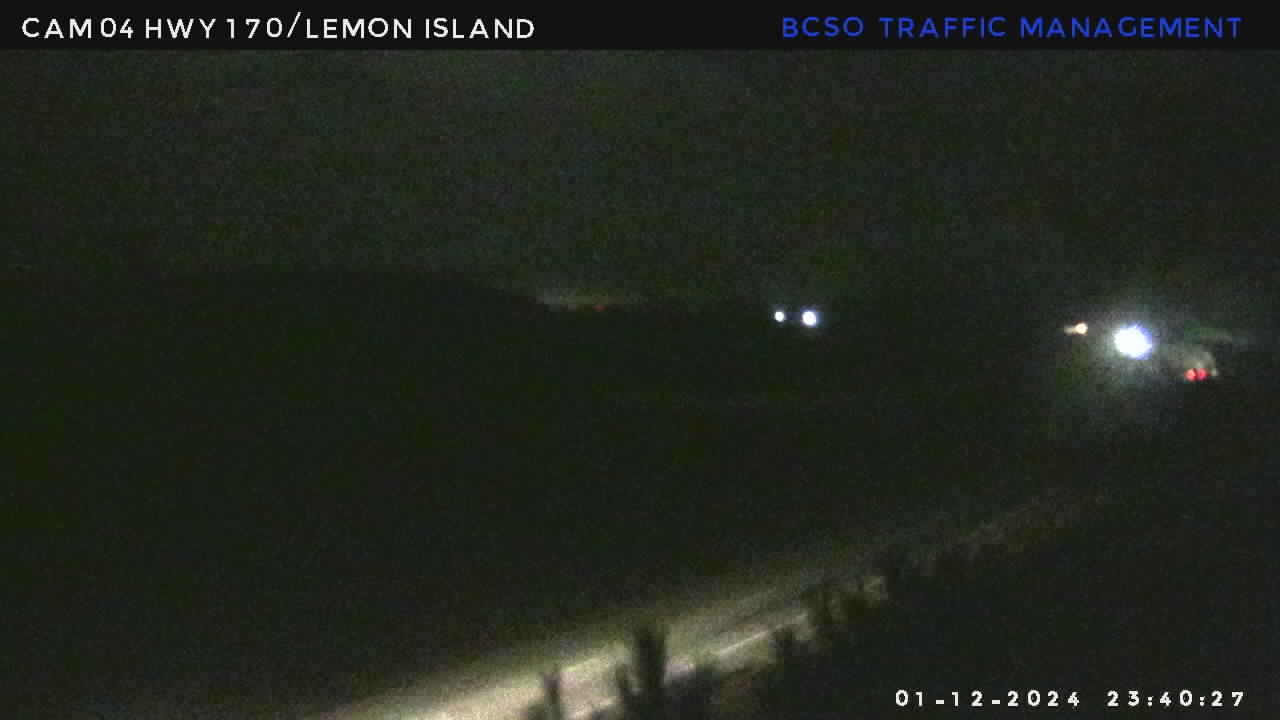 CAM 04 HWY 170/LEMON ISLAND
BCSO TRAFFIC MANAGEMENT
01-12-2024 23:40:27